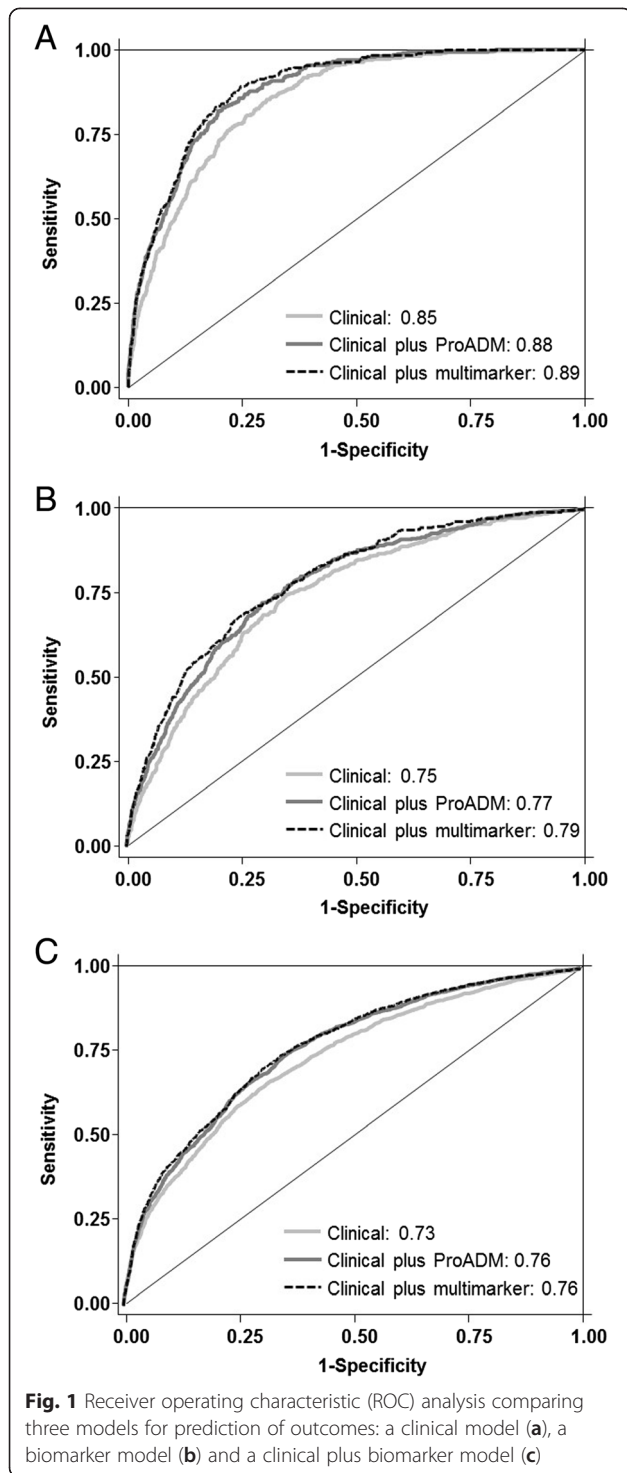 A
1.00
0.75
0.50
0.25
0.00
Sensitivity
Clinical: 0.85
Clinical plus ProADM: 0.88
Clinical plus multimarker: 0.89
0.00 0.25 0.50 0.75 1.00
1-Specificity
B
1.00
0.75
0.50
0.25
0.00
Sensitivity
Clinical: 0.75
Clinical plus ProADM: 0.77
Clinical plus multimarker: 0.79
0.00 0.25 0.50 0.75 1.00
1-Specificity
C
1.00
0.75
0.50
0.25
0.00
Sensitivity
Clinical: 0.73
Clinical plus ProADM: 0.76
Clinical plus multimarker: 0.76
0.00 0.25 0.50 0.75 1.00
1-Specificity
Fig. 1 Receiver operating characteristic (ROC) analysis comparing
three models for prediction of outcomes: a clinical model (a), a
biomarker model (b) and a clinical plus biomarker model (c)